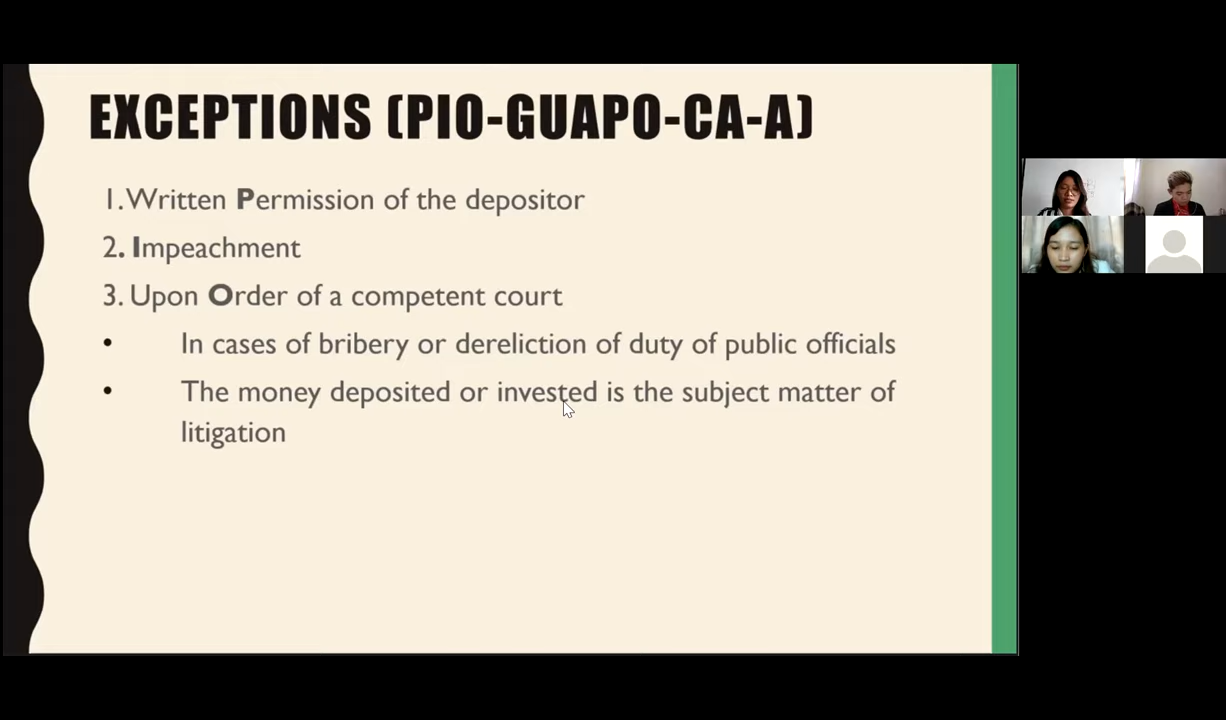 EXCEPTIONS (PIO-GUAPO-CA-A)
1. Written Permission of the depositor
2. Impeachment
3. Upon Order of a competent court
• In cases of bribery or dereliction of duty of public officials
• The money deposited or invested is the subject matter of
litigation